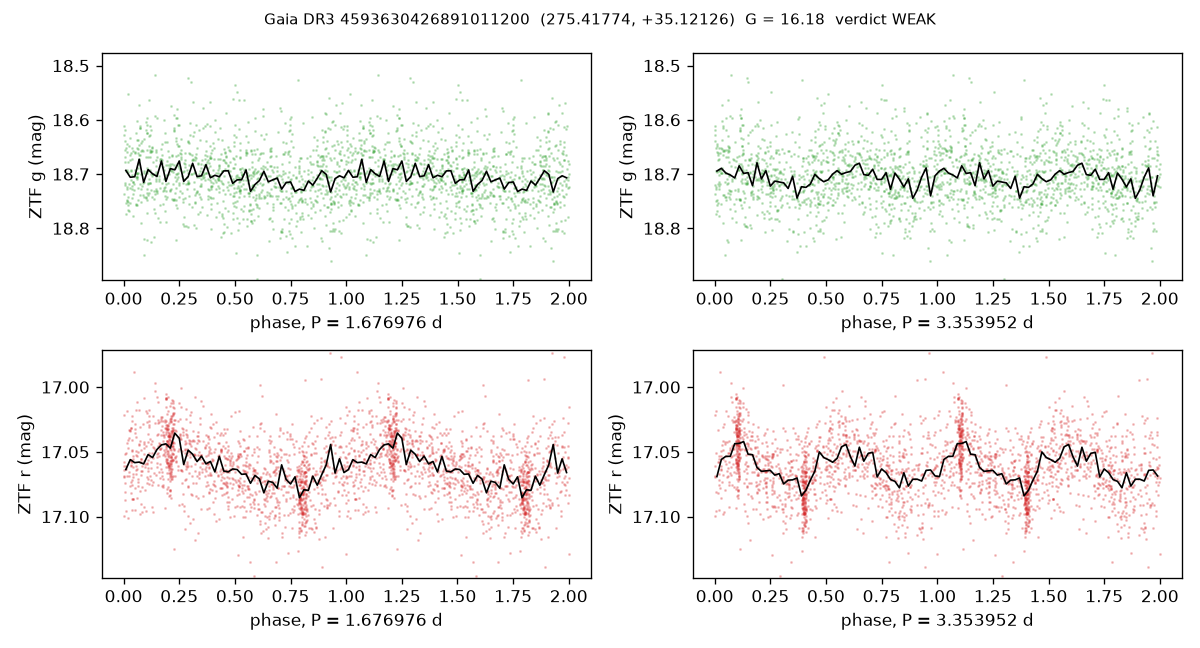 Gaia DR3 4593630426891011200  (275.41774, +35.12126)  G = 16.18  verdict WEAK
18.5
18.6
18.7
18.8
ZTF g (mag)
0.00 0.25 0.50 0.75 1.00 1.25 1.50 1.75 2.00
phase, P = 1.676976 d
18.5
18.6
18.7
18.8
ZTF g (mag)
0.00 0.25 0.50 0.75 1.00 1.25 1.50 1.75 2.00
phase, P = 3.353952 d
17.00
17.05
17.10
ZTF r (mag)
0.00 0.25 0.50 0.75 1.00 1.25 1.50 1.75 2.00
phase, P = 1.676976 d
17.00
17.05
17.10
ZTF r (mag)
0.00 0.25 0.50 0.75 1.00 1.25 1.50 1.75 2.00
phase, P = 3.353952 d